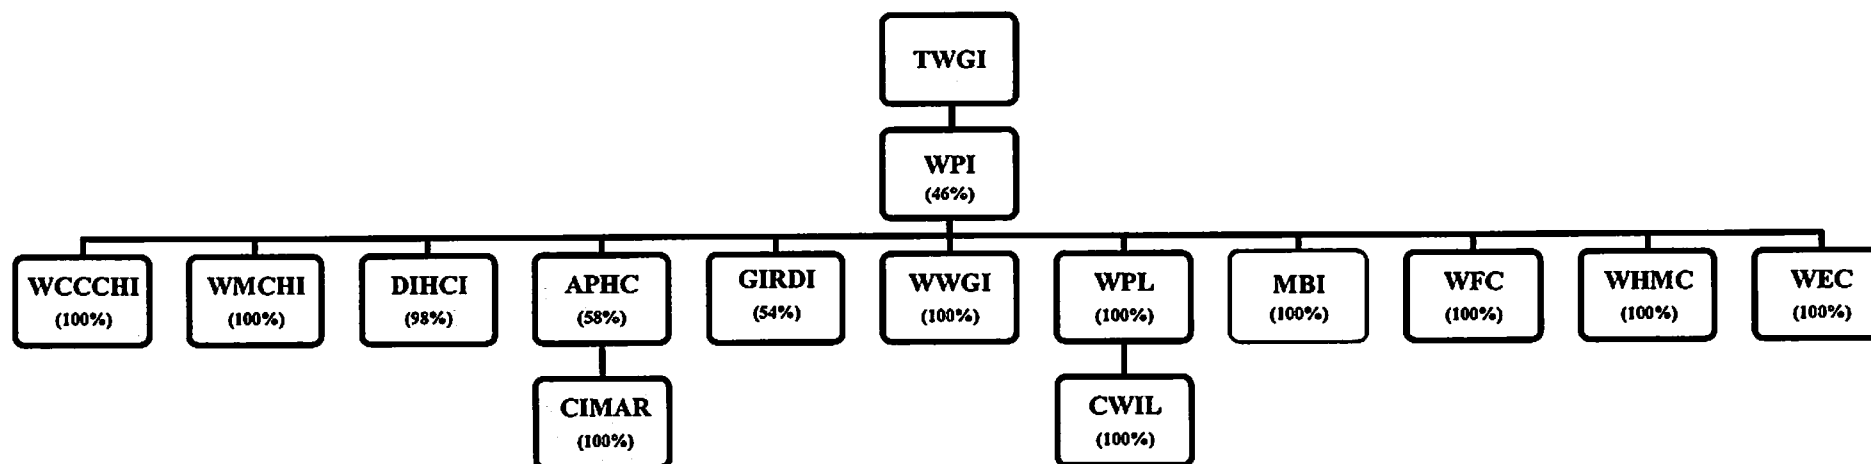 TWGI
WPI
(46%)
WCCCHI
(100%)
WMCHI
(100%)
DIHCI
(98%)
APHC
(58%)
GIRDI
(54%)
WWGI
(100%)
WPL
(100%)
MBI
(100%)
WFC
(100%)
WHMC
(100%)
WEC
(100%)
CIMAR
(100%)
CWIL
(100%)